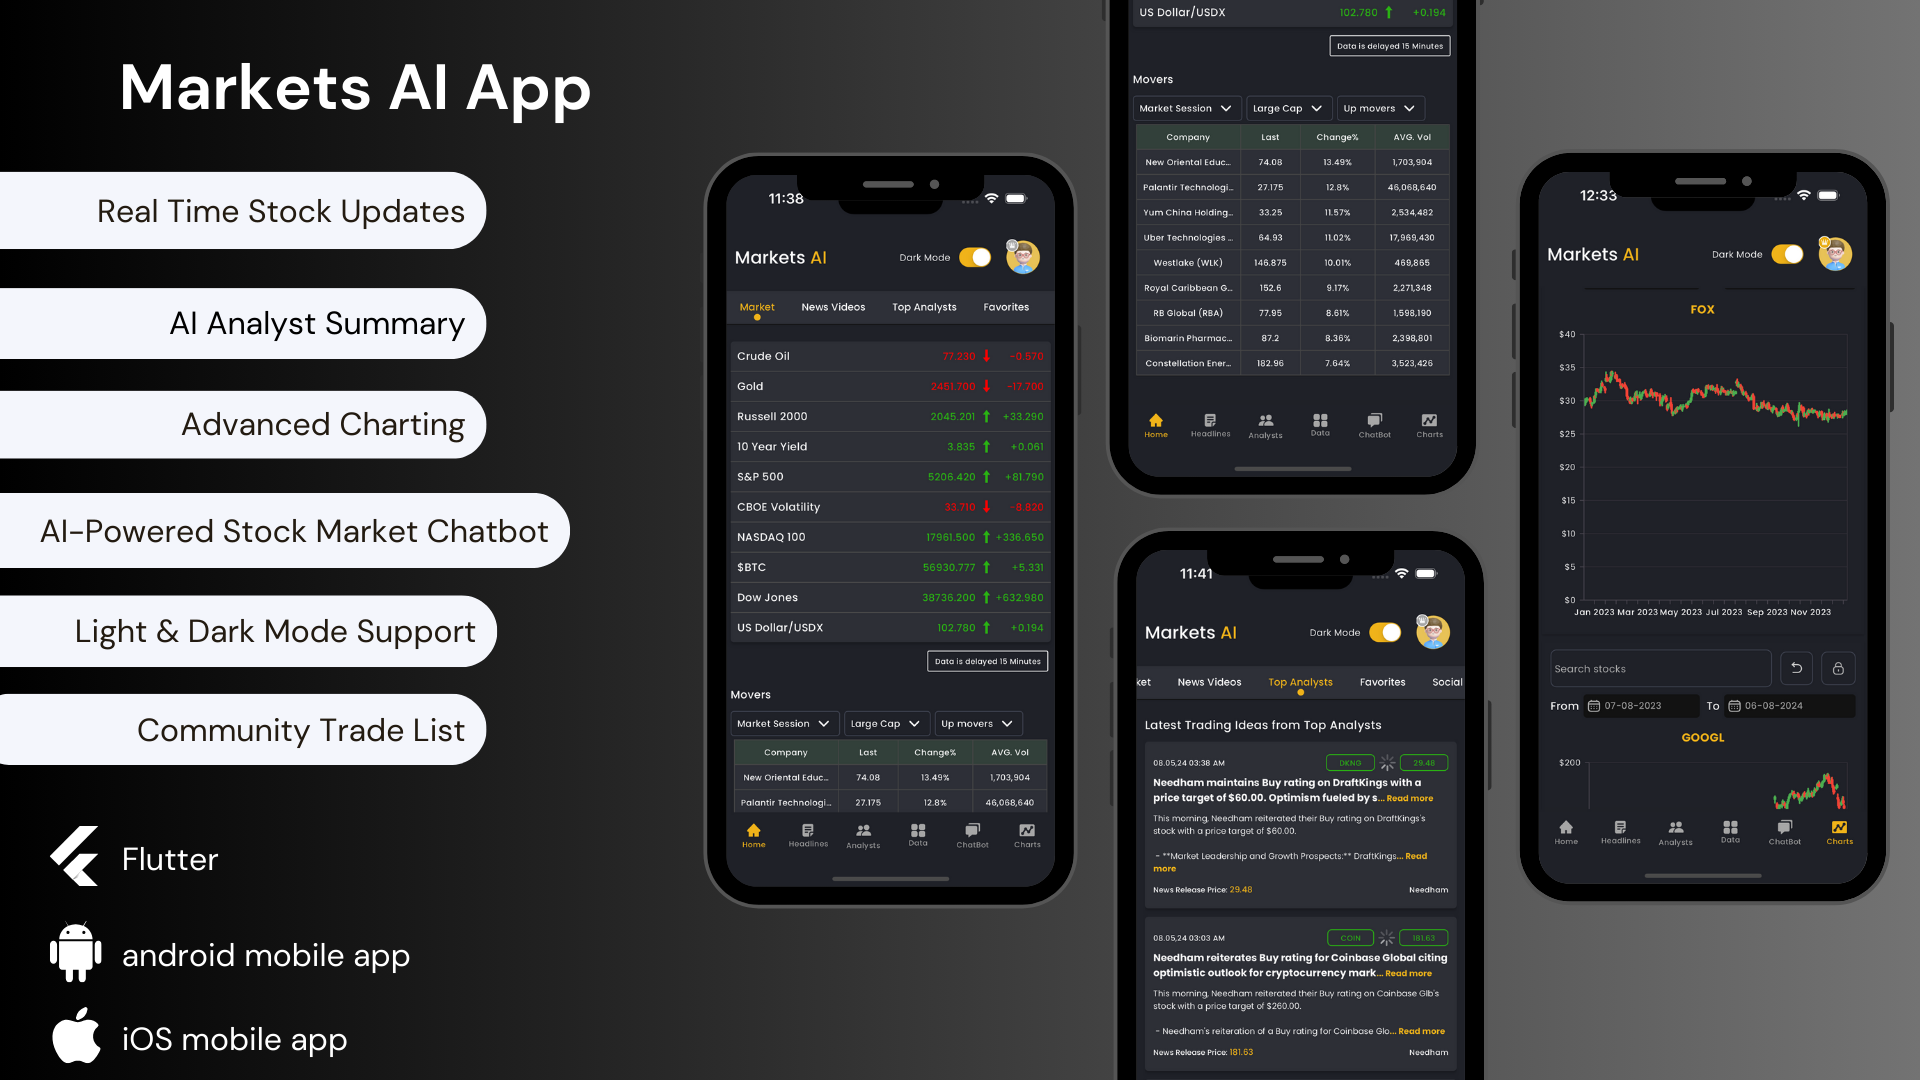 Markets AI App
Real Time Stock Updates
AI Analyst Summary
Advanced Charting
AI-Powered Stock Market Chatbot
Light & Dark Mode Support
Community Trade List
Flutter
android mobile app
iOS mobile app
11:38
Markets AI
Dark Mode
Market News Videos Top Analysts Favorites
Crude Oil 77.230 -0.570
Gold 2451.700 -17.700
Russell 2000 2045.201 +33.290
10 Year Yield 3.835 +0.061
S&P 500 5206.420 +81.790
CBOE Volatility 33.710 -8.820
NASDAQ 100 17961.500 +336.650
$BTC 56930.777 +5.331
Dow Jones 38736.200 +632.980
US Dollar/USDX 102.780 +0.194
Data is delayed 15 Minutes
Movers
Market Session Large Cap Up movers
Company Last Change% AVG. Vol
New Oriental Educ... 74.08 13.49% 1,703,904
Palantir Technologi... 27.175 12.8% 46,068,640
Home Headlines Analysts Data ChatBot Charts
US Dollar/USDX 102.780 +0.194
Data is delayed 15 Minutes
Movers
Market Session Large Cap Up movers
Company Last Change% AVG. Vol
New Oriental Educ... 74.08 13.49% 1,703,904
Palantir Technologi... 27.175 12.8% 46,068,640
Yum China Holding... 33.25 11.57% 2,534,482
Uber Technologies ... 64.93 11.02% 17,969,430
Westlake (WLK) 146.875 10.01% 469,865
Royal Caribbean G... 152.6 9.17% 2,271,348
RB Global (RBA) 77.95 8.61% 1,598,190
Biomarin Pharmac... 87.2 8.36% 2,398,801
Constellation Ener... 182.96 7.64% 3,523,426
Home Headlines Analysts Data ChatBot Charts
11:41
Markets AI
Dark Mode
ket News Videos Top Analysts Favorites Social
Latest Trading Ideas from Top Analysts
08.05.24 03:38 AM DKNG 29.48
Needham maintains Buy rating on DraftKings with a
price target of $60.00. Optimism fueled by s... Read more
This morning, Needham reiterated their Buy rating on DraftKings's
stock with a price target of $60.00.
- **Market Leadership and Growth Prospects:** DraftKings... Read
more
News Release Price: 29.48 Needham
08.05.24 03:03 AM COIN 181.63
Needham reiterates Buy rating for Coinbase Global citing
optimistic outlook for cryptocurrency mark... Read more
This morning, Needham reiterated their Buy rating on Coinbase Glb's
stock with a price target of $260.00.
- Needham's reiteration of a Buy rating for Coinbase Glo... Read more
News Release Price: 181.63 Needham
12:33
Markets AI
Dark Mode
FOX
$40
$35
$30
$25
$20
$15
$10
$5
$0
Jan 2023 Mar 2023 May 2023 Jul 2023 Sep 2023 Nov 2023
Search stocks
From 07-08-2023 To 06-08-2024
GOOGL
$200
Home Headlines Analysts Data ChatBot Charts